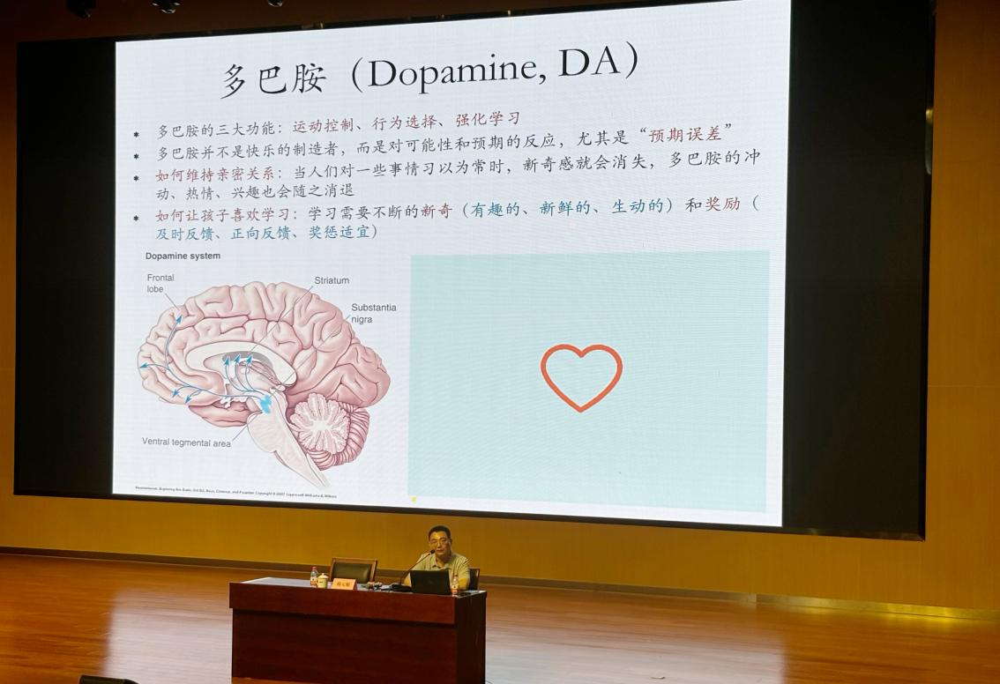 多巴胺（Dopamine, DA）
* 多巴胺的三大功能：运动控制、行为选择、强化学习
* 多巴胺并不是快乐的制造者，而是对可能性和预期的反应，尤其是“预期误差”
* 如何维持亲密关系：当人们对一些事情习以为常时，新奇感就会消失，多巴胺的冲
动、热情、兴趣也会随之消退
* 如何让孩子喜欢学习：学习需要不断的新奇（有趣的、新鲜的、生动的）和奖励（
及时反馈、正向反馈、奖惩适宜）
Dopamine system
Frontal
lobe
Striatum
Substantia
nigra
Ventral tegmental area